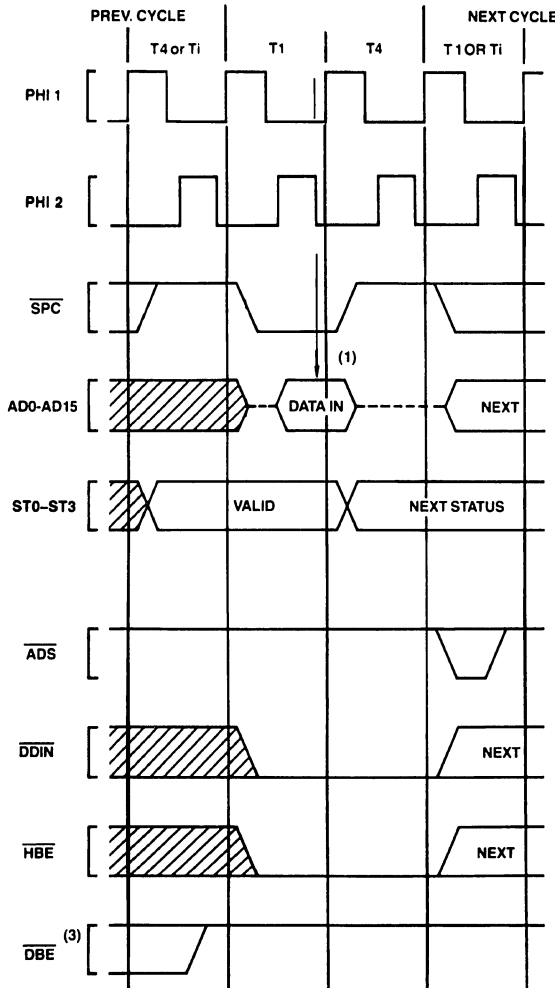 PREV. CYCLE NEXT CYCLE
T4 or Ti T1 T4 T1 OR Ti
PHI 1
PHI 2
SPC
(1)
AD0-AD15 DATA IN NEXT
ST0–ST3 VALID NEXT STATUS
ADS
DDIN NEXT
HBE NEXT
DBE (3)